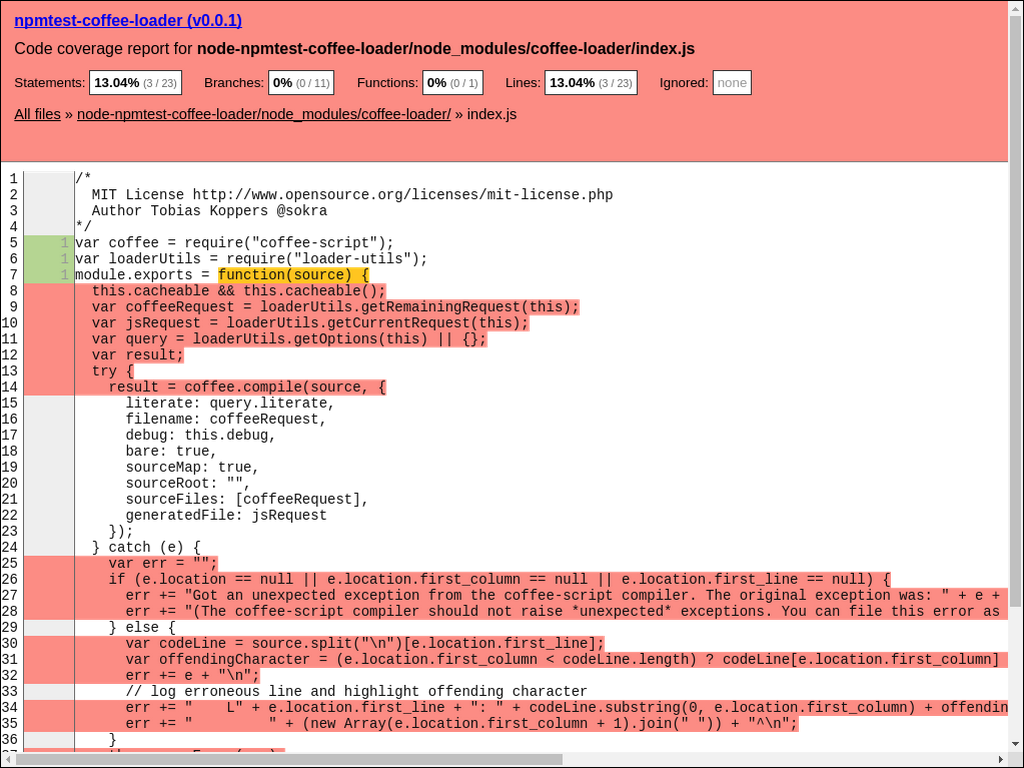 npmtest-coffee-loader (v0.0.1)
Code coverage report for node-npmtest-coffee-loader/node_modules/coffee-loader/index.js
Statements: 13.04% (3 / 23) Branches: 0% (0 / 11) Functions: 0% (0 / 1) Lines: 13.04% (3 / 23) Ignored: none
All files » node-npmtest-coffee-loader/node_modules/coffee-loader/ » index.js
1 /*
2   MIT License http://www.opensource.org/licenses/mit-license.php
3   Author Tobias Koppers @sokra
4 */
5 1 var coffee = require("coffee-script");
6 1 var loaderUtils = require("loader-utils");
7 1 module.exports = function(source) {
8   this.cacheable && this.cacheable();
9   var coffeeRequest = loaderUtils.getRemainingRequest(this);
10   var jsRequest = loaderUtils.getCurrentRequest(this);
11   var query = loaderUtils.getOptions(this) || {};
12   var result;
13   try {
14     result = coffee.compile(source, {
15       literate: query.literate,
16       filename: coffeeRequest,
17       debug: this.debug,
18       bare: true,
19       sourceMap: true,
20       sourceRoot: "",
21       sourceFiles: [coffeeRequest],
22       generatedFile: jsRequest
23     });
24   } catch (e) {
25     var err = "";
26     if (e.location == null || e.location.first_column == null || e.location.first_line == null) {
27       err += "Got an unexpected exception from the coffee-script compiler. The original exception was: " + e +
28       err += "(The coffee-script compiler should not raise *unexpected* exceptions. You can file this error as
29     } else {
30       var codeLine = source.split("\n")[e.location.first_line];
31       var offendingCharacter = (e.location.first_column < codeLine.length) ? codeLine[e.location.first_column]
32       err += e + "\n";
33       // log erroneous line and highlight offending character
34       err += "    L" + e.location.first_line + ": " + codeLine.substring(0, e.location.first_column) + offendin
35       err += "         " + (new Array(e.location.first_column + 1).join(" ")) + "^\n";
36     }